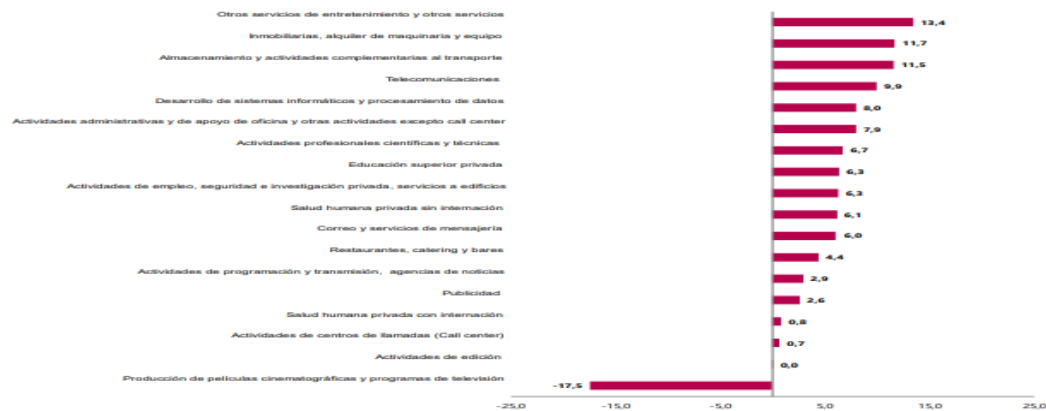 Otros servicios de entretenimiento y otros servicios 13,4
Inmobiliarias, alquiler de maquinaria y equipo 11,7
Almacenamiento y actividades complementarias al transporte 11,5
Telecomunicaciones 9,9
Desarrollo de sistemas informáticos y procesamiento de datos 8,0
Actividades administrativas y de apoyo de oficina y otras actividades excepto call center 7,9
Actividades profesionales científicas y técnicas 6,7
Educación superior privada 6,3
Actividades de empleo, seguridad e investigación privada, servicios a edificios 6,3
Salud humana privada sin internación 6,1
Correo y servicios de mensajería 6,0
Restaurantes, catering y bares 4,4
Actividades de programación y transmisión, agencias de noticias 2,9
Publicidad 2,6
Salud humana privada con internación 0,8
Actividades de centros de llamadas (Call center) 0,7
Actividades de edición 0,0
Producción de películas cinematográficas y programas de televisión -17,5
-25,0 -15,0 -5,0 5,0 15,0 25,0